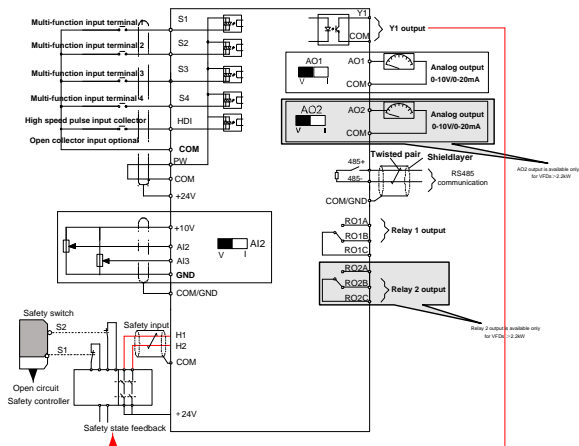 Multi-function input terminal 1
S1
Multi-function input terminal 2
S2
Multi-function input terminal 3
S3
Multi-function input terminal 4
S4
High speed pulse input collector
HDI
Open collector input optional
COM
PW
COM
+24V
+10V
AI2
AI3
GND
COM/GND
AI2
V I
Safety switch
S2
S1
Open circuit
Safety controller
Safety input
H1
H2
COM
+24V
Safety state feedback
Y1
COM
Y1 output
AO1
V I
AO1
COM
Analog output
0-10V/0-20mA
AO2
V I
AO2
COM
Analog output
0-10V/0-20mA
AO2 output is available only
for VFDs>2.2kW
Twisted pair
Shieldlayer
485+
485-
RS485
communication
COM/GND
RO1A
RO1B
RO1C
Relay 1 output
RO2A
RO2B
RO2C
Relay 2 output
Relay 2 output is available only
for VFDs>2.2kW